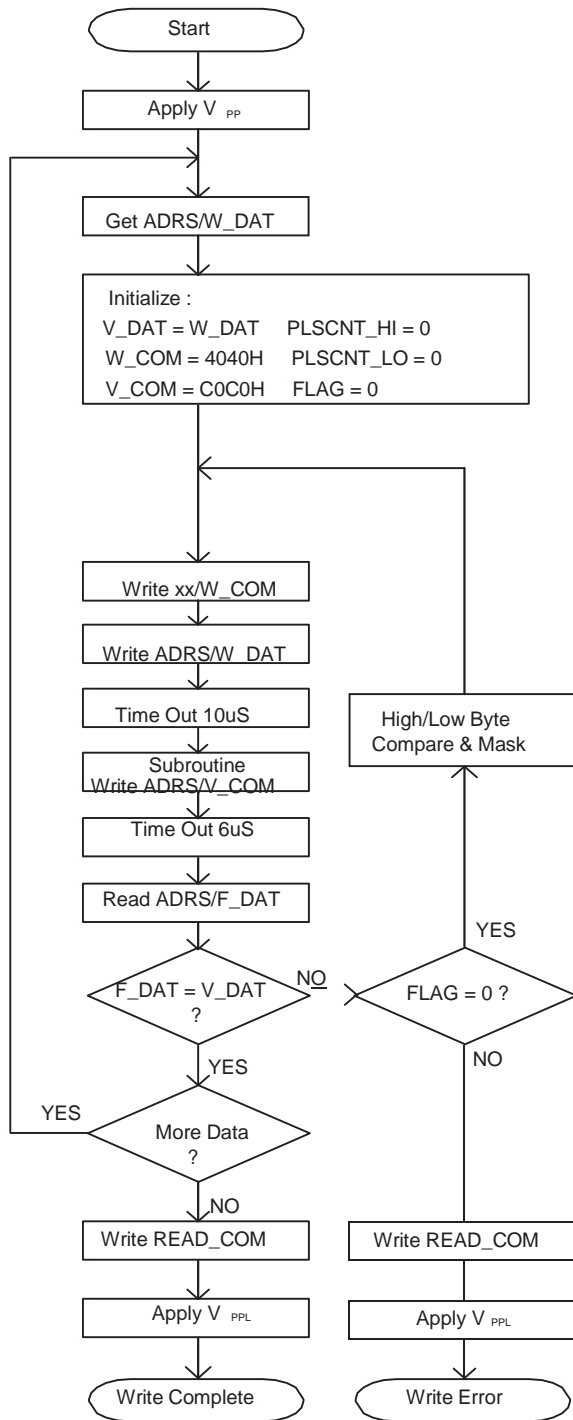 Start
Apply V PP
Get ADRS/W_DAT
Initialize :
V_DAT = W_DAT PLSCNT_HI = 0
W_COM = 4040H PLSCNT_LO = 0
V_COM = C0C0H FLAG = 0
Write xx/W_COM
Write ADRS/W_DAT
Time Out 10uS
Subroutine
Write ADRS/V_COM
Time Out 6uS
Read ADRS/F_DAT
F_DAT = V_DAT
?
NO
YES
More Data
?
YES
NO
Write READ_COM
Apply V PPL
Write Complete
High/Low Byte
Compare & Mask
YES
FLAG = 0 ?
NO
Write READ_COM
Apply V PPL
Write Error